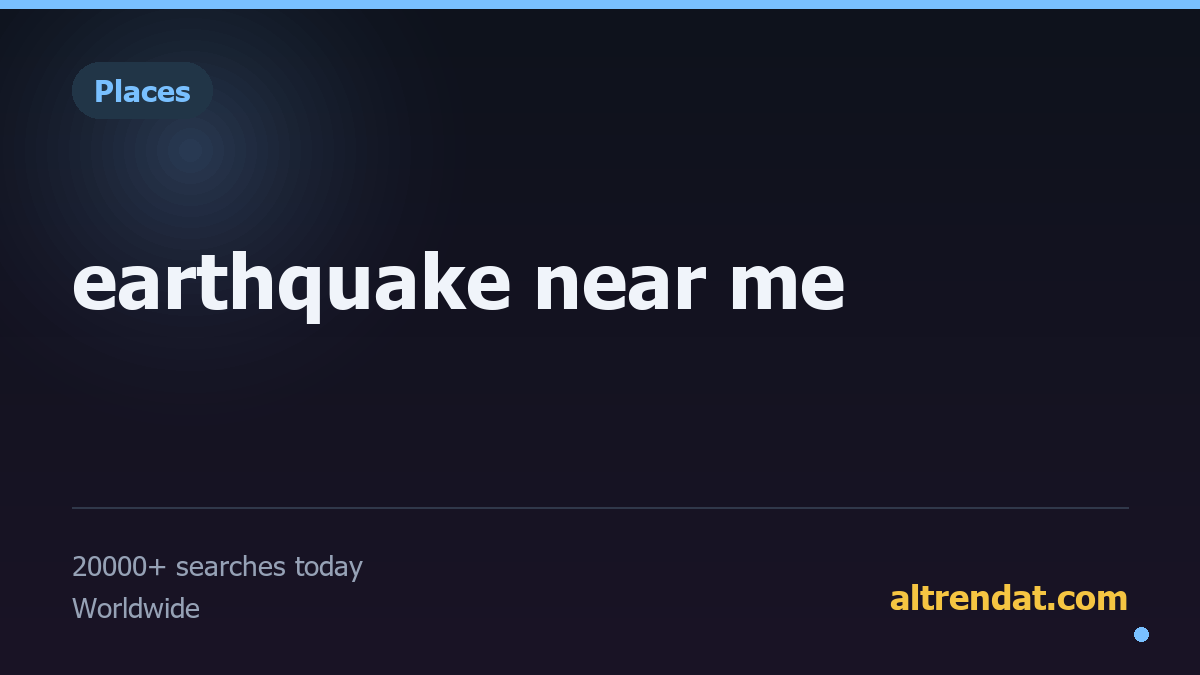 Places
earthquake near me
20000+ searches today
Worldwide
altrendat.com